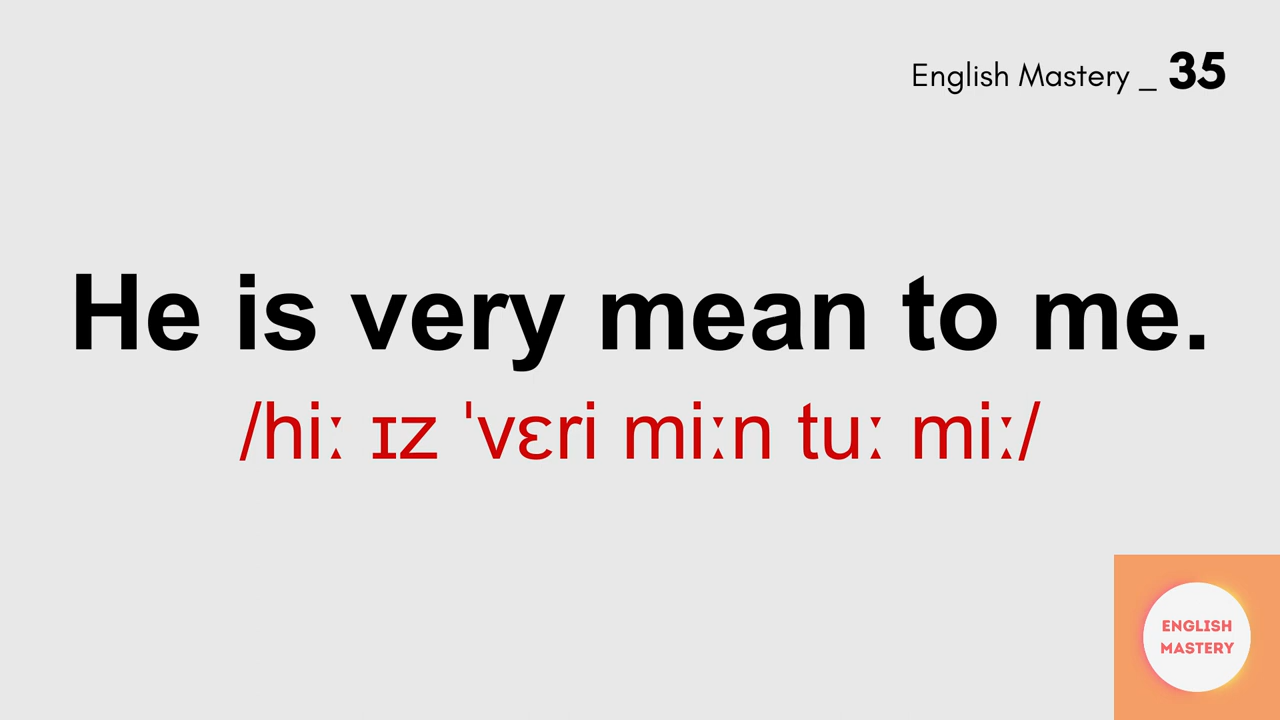 English Mastery _ 35
He is very mean to me.
/hiː ɪz ˈvɛri miːn tuː miː/
ENGLISH
MASTERY